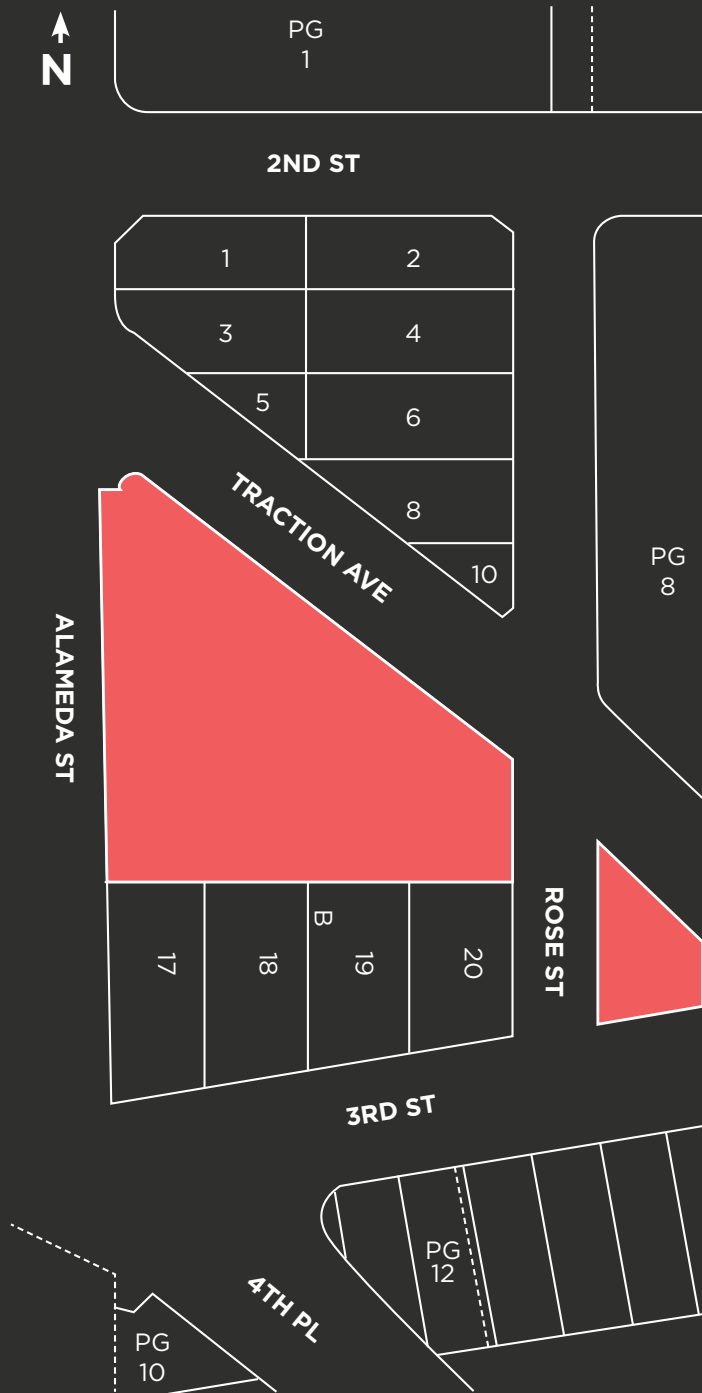 PG
1
N
2ND ST
1
2
3
4
5
6
TRACTION AVE
8
10
PG
8
ALAMEDA ST
ROSE ST
B
17
18
19
20
3RD ST
PG
12
4TH PL
PG
10